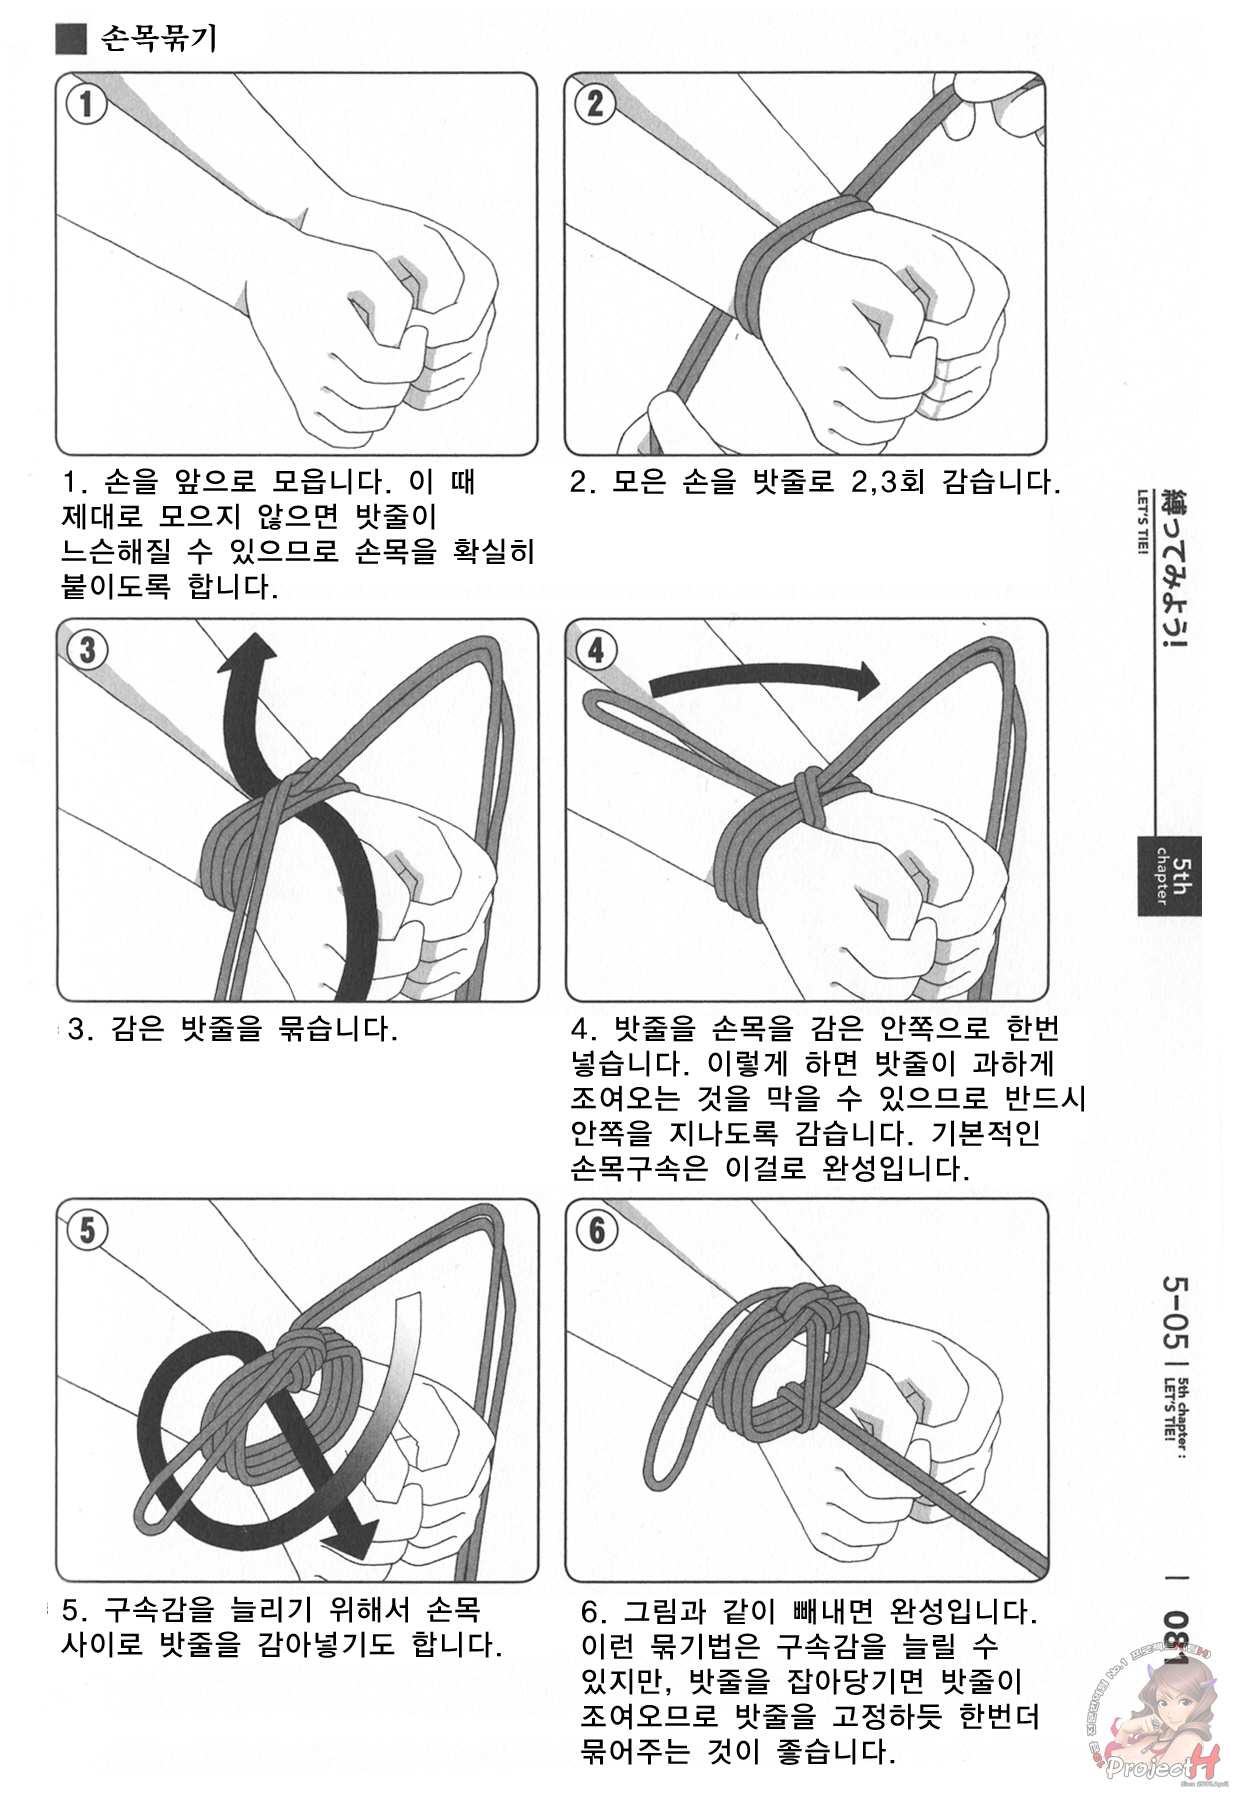 손목묶기
1
2
1. 손을 앞으로 모읍니다. 이 때
제대로 모으지 않으면 밧줄이
느슨해질 수 있으므로 손목을 확실히
붙이도록 합니다.
2. 모은 손을 밧줄로 2,3회 감습니다.
3
4
3. 감은 밧줄을 묶습니다.
4. 밧줄을 손목을 감은 안쪽으로 한번
넣습니다. 이렇게 하면 밧줄이 과하게
조여오는 것을 막을 수 있으므로 반드시
안쪽을 지나도록 감습니다. 기본적인
손목구속은 이걸로 완성입니다.
5
6
5. 구속감을 늘리기 위해서 손목
사이로 밧줄을 감아넣기도 합니다.
6. 그림과 같이 빼내면 완성입니다.
이런 묶기법은 구속감을 늘릴 수
있지만, 밧줄을 잡아당기면 밧줄이
조여오므로 밧줄을 고정하듯 한번더
묶어주는 것이 좋습니다.
縛ってみよう!
LET'S TIE!
5th
chapter
5-05
5th chapter :
LET'S TIE!
081
ProjectH